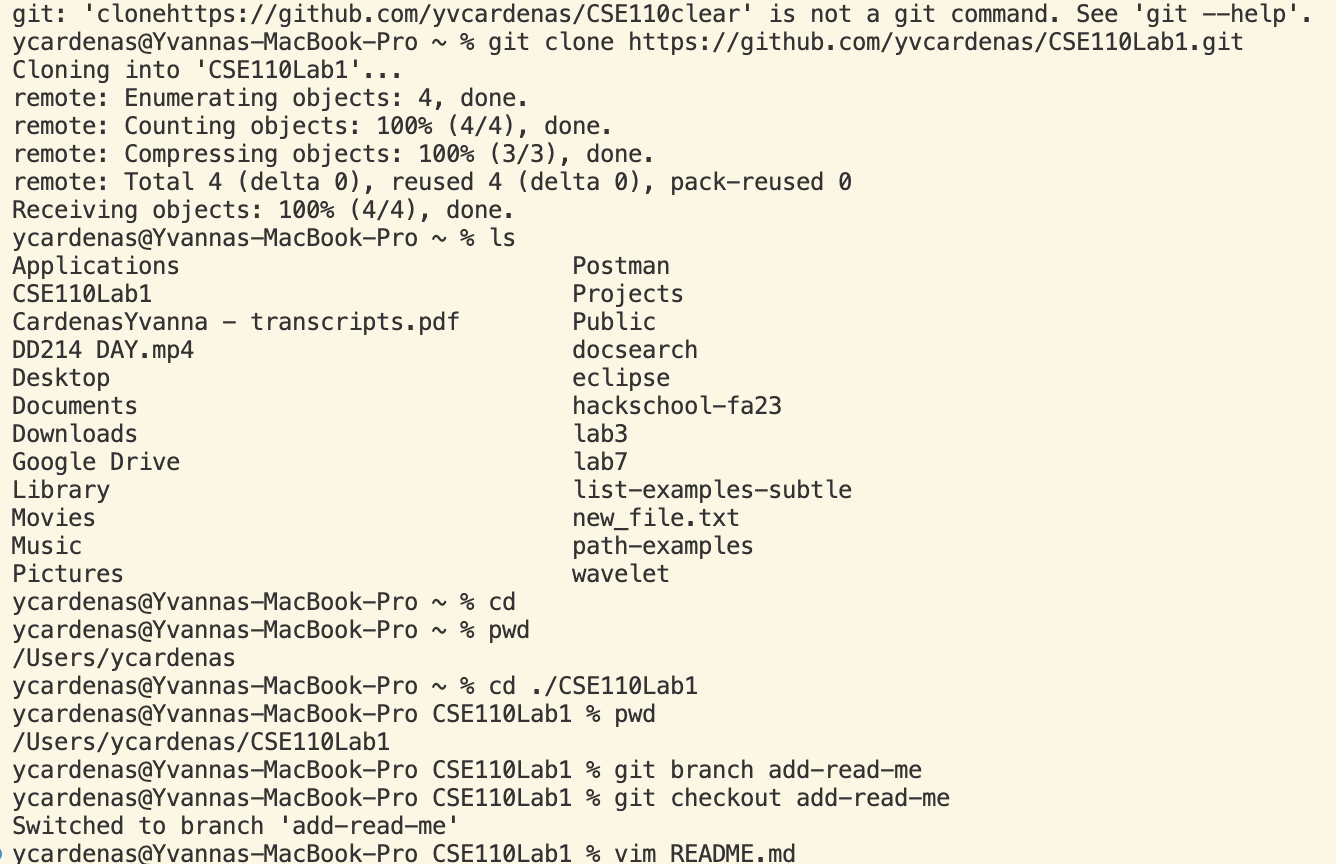 git: 'clonehttps://github.com/yvcardenas/CSE110clear' is not a git command. See 'git --help'.
ycardenas@Yvannas-MacBook-Pro ~ % git clone https://github.com/yvcardenas/CSE110Lab1.git
Cloning into 'CSE110Lab1'...
remote: Enumerating objects: 4, done.
remote: Counting objects: 100% (4/4), done.
remote: Compressing objects: 100% (3/3), done.
remote: Total 4 (delta 0), reused 4 (delta 0), pack-reused 0
Receiving objects: 100% (4/4), done.
ycardenas@Yvannas-MacBook-Pro ~ % ls
Applications Postman
CSE110Lab1 Projects
CardenasYvanna - transcripts.pdf Public
DD214 DAY.mp4 docsearch
Desktop eclipse
Documents hackschool-fa23
Downloads lab3
Google Drive lab7
Library list-examples-subtle
Movies new_file.txt
Music path-examples
Pictures wavelet
ycardenas@Yvannas-MacBook-Pro ~ % cd
ycardenas@Yvannas-MacBook-Pro ~ % pwd
/Users/ycardenas
ycardenas@Yvannas-MacBook-Pro ~ % cd ./CSE110Lab1
ycardenas@Yvannas-MacBook-Pro CSE110Lab1 % pwd
/Users/ycardenas/CSE110Lab1
ycardenas@Yvannas-MacBook-Pro CSE110Lab1 % git branch add-read-me
ycardenas@Yvannas-MacBook-Pro CSE110Lab1 % git checkout add-read-me
Switched to branch 'add-read-me'
ycardenas@Yvannas-MacBook-Pro CSE110Lab1 % vim README.md